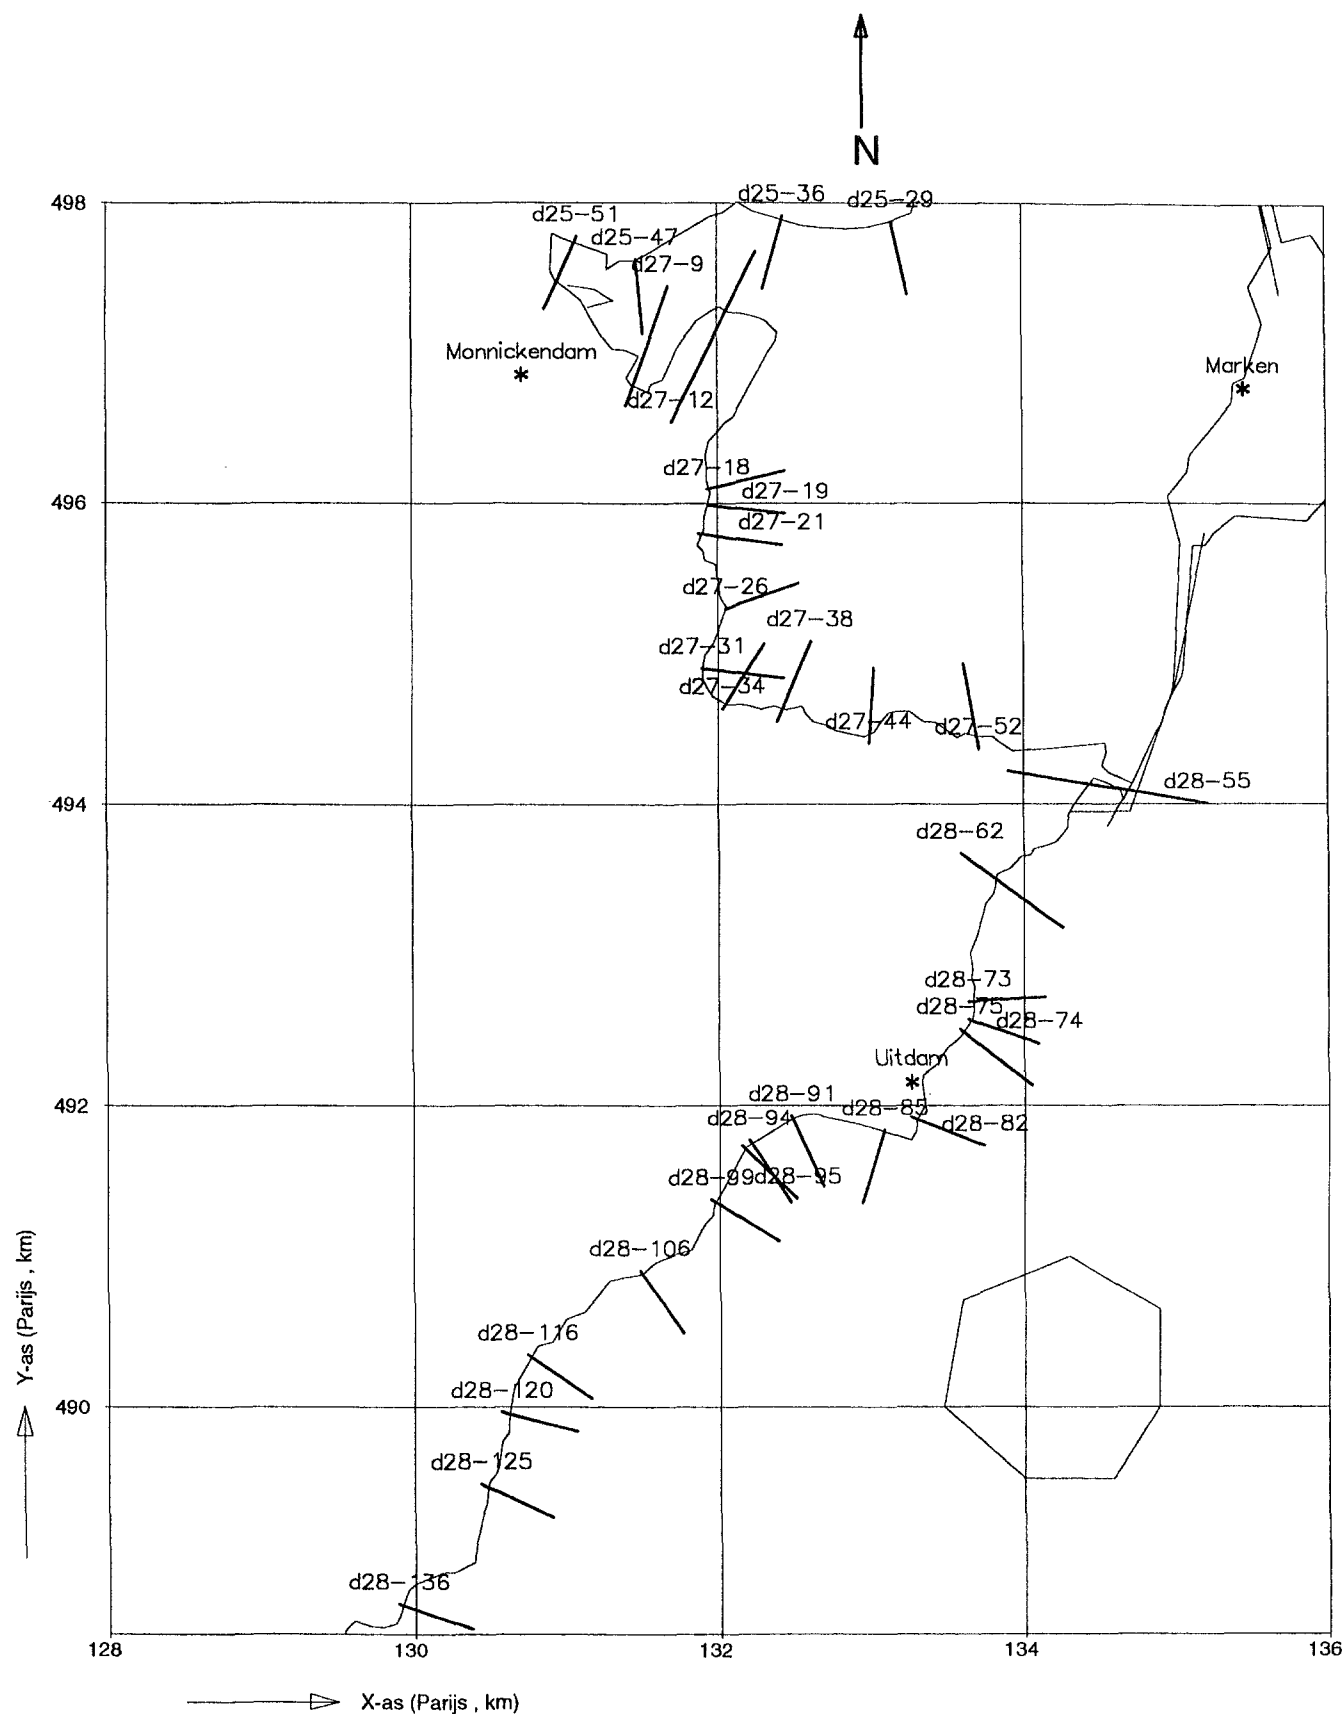 N
498
d25-36
d25-29
d25-51
d25-47
d27-9
Monnickendam
Marken
d27-12
d27-18
496
d27-19
d27-21
d27-26
d27-38
d27-31
d27-34
d27-44
d27-52
494
d28-55
d28-62
d28-73
d28-75
d28-74
Uitdam
492
d28-91
d28-85
d28-94
d28-82
d28-99
d28-95
d28-106
d28-116
490
d28-120
d28-125
d28-136
Y-as (Parijs , km)
128
130
132
134
136
X-as (Parijs , km)